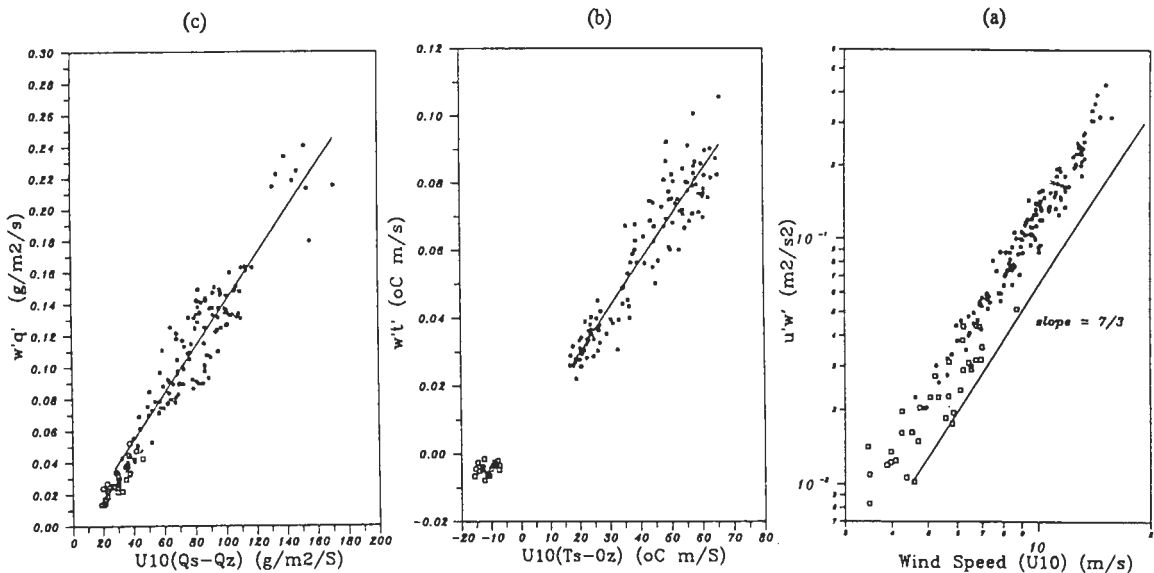 (c)
(b)
(a)
0.30
0.28
0.26
0.24
0.22
0.20
0.18
0.16
0.14
0.12
0.10
0.08
0.06
0.04
0.02
0.00
w'q' (g/m2/s)
0 20 40 60 80 100 120 140 160 180 200
U10(Qs-Qz) (g/m2/S)
0.12
0.10
0.08
0.06
0.04
0.02
0.00
-0.02
w't' (oC m/s)
-20 -10 0 10 20 30 40 50 60 70 80
U10(Ts-0z) (oC m/S)
10⁻¹
10⁻²
u'w' (m2/s2)
slope = 7/3
10
Wind Speed (U10) (m/s)